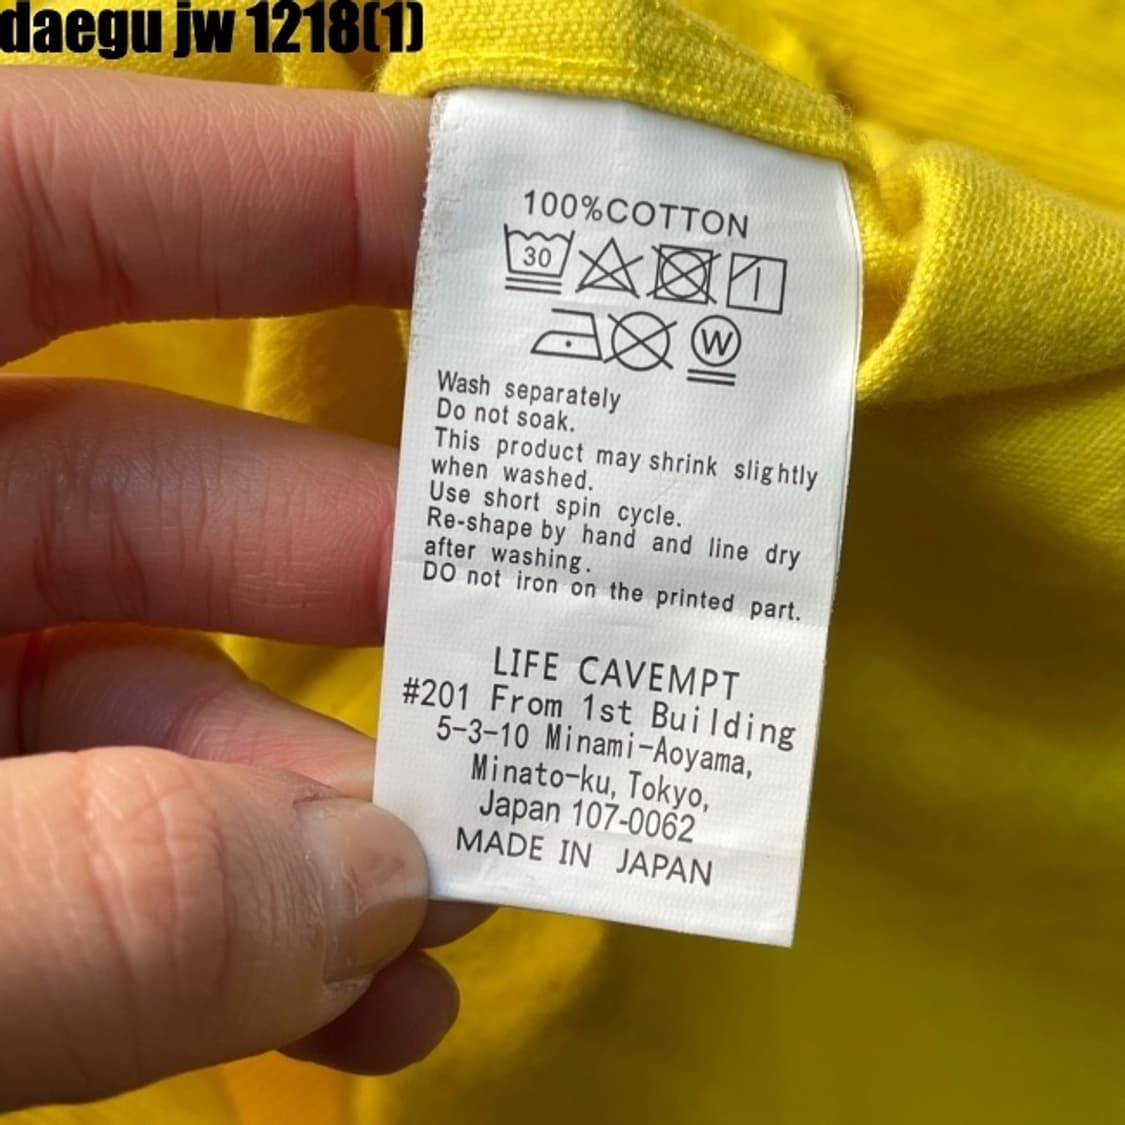 daegu jw 1218(1)
100%COTTON
30
W
Wash separately
Do not soak.
This product may shrink slightly
when washed.
Use short spin cycle.
Re-shape by hand and line dry
after washing.
DO not iron on the printed part.
LIFE CAVEMPT
#201 From 1st Building
5-3-10 Minami-Aoyama,
Minato-ku, Tokyo,
Japan 107-0062
MADE IN JAPAN